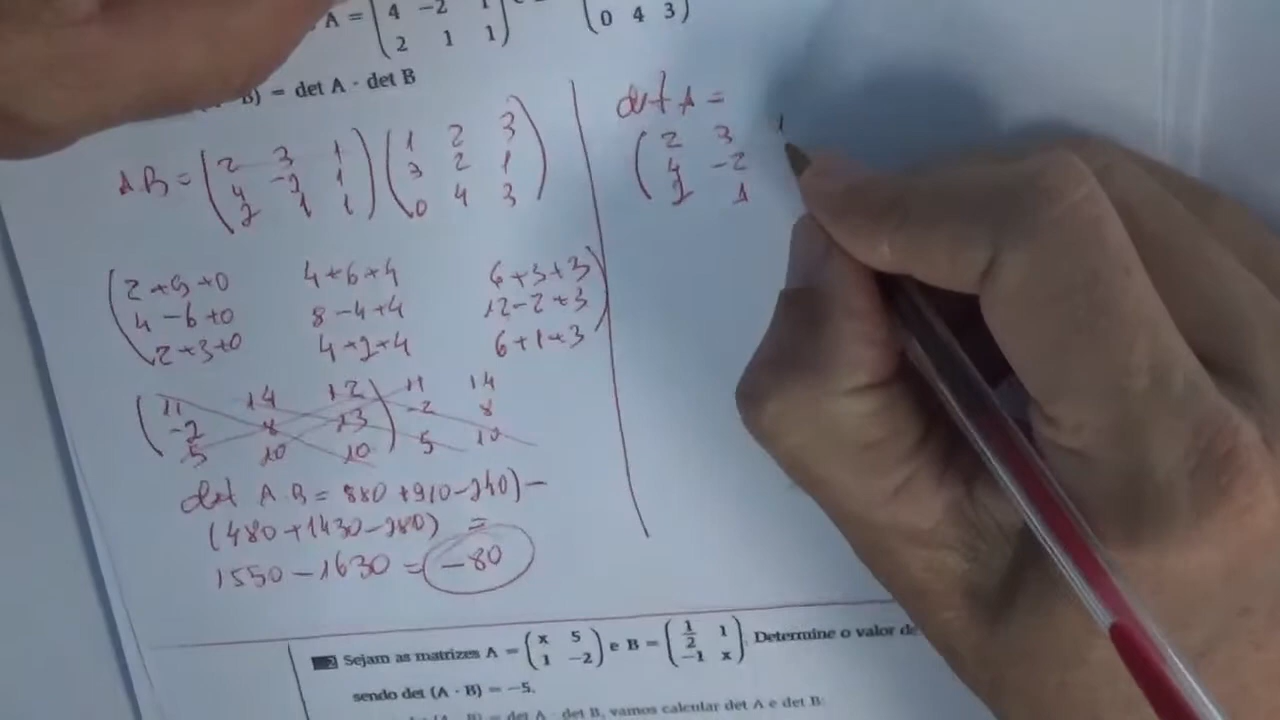 A = ( 4 -2 1
2 1 1 )
( 0 4 3 )
B) = det A · det B
A.B = ( 2 3 1 ) ( 1 2 3 )
4 -2 1 3 2 1
2 1 1 0 4 3
( 2+9+0 4+6+4 6+3+3 )
4-6+0 8-4+4 12-2+3
2+3+0 4+2+4 6+1+3
( 11 14 12 ) 11 14
-2 8 13 -2 8
5 10 10 5 10
det A.B = 880+910-240) -
(480+1430-280) =
1550-1630 = -80
det A =
( 2 3 1
4 -2
2 1
2 Sejam as matrizes A = ( x 5 ) e B = ( 1/2 1 ). Determine o valor de
1 -2 -1 x
sendo det (A · B) = -5.
B) = det A · det B, vamos calcular det A e det B: